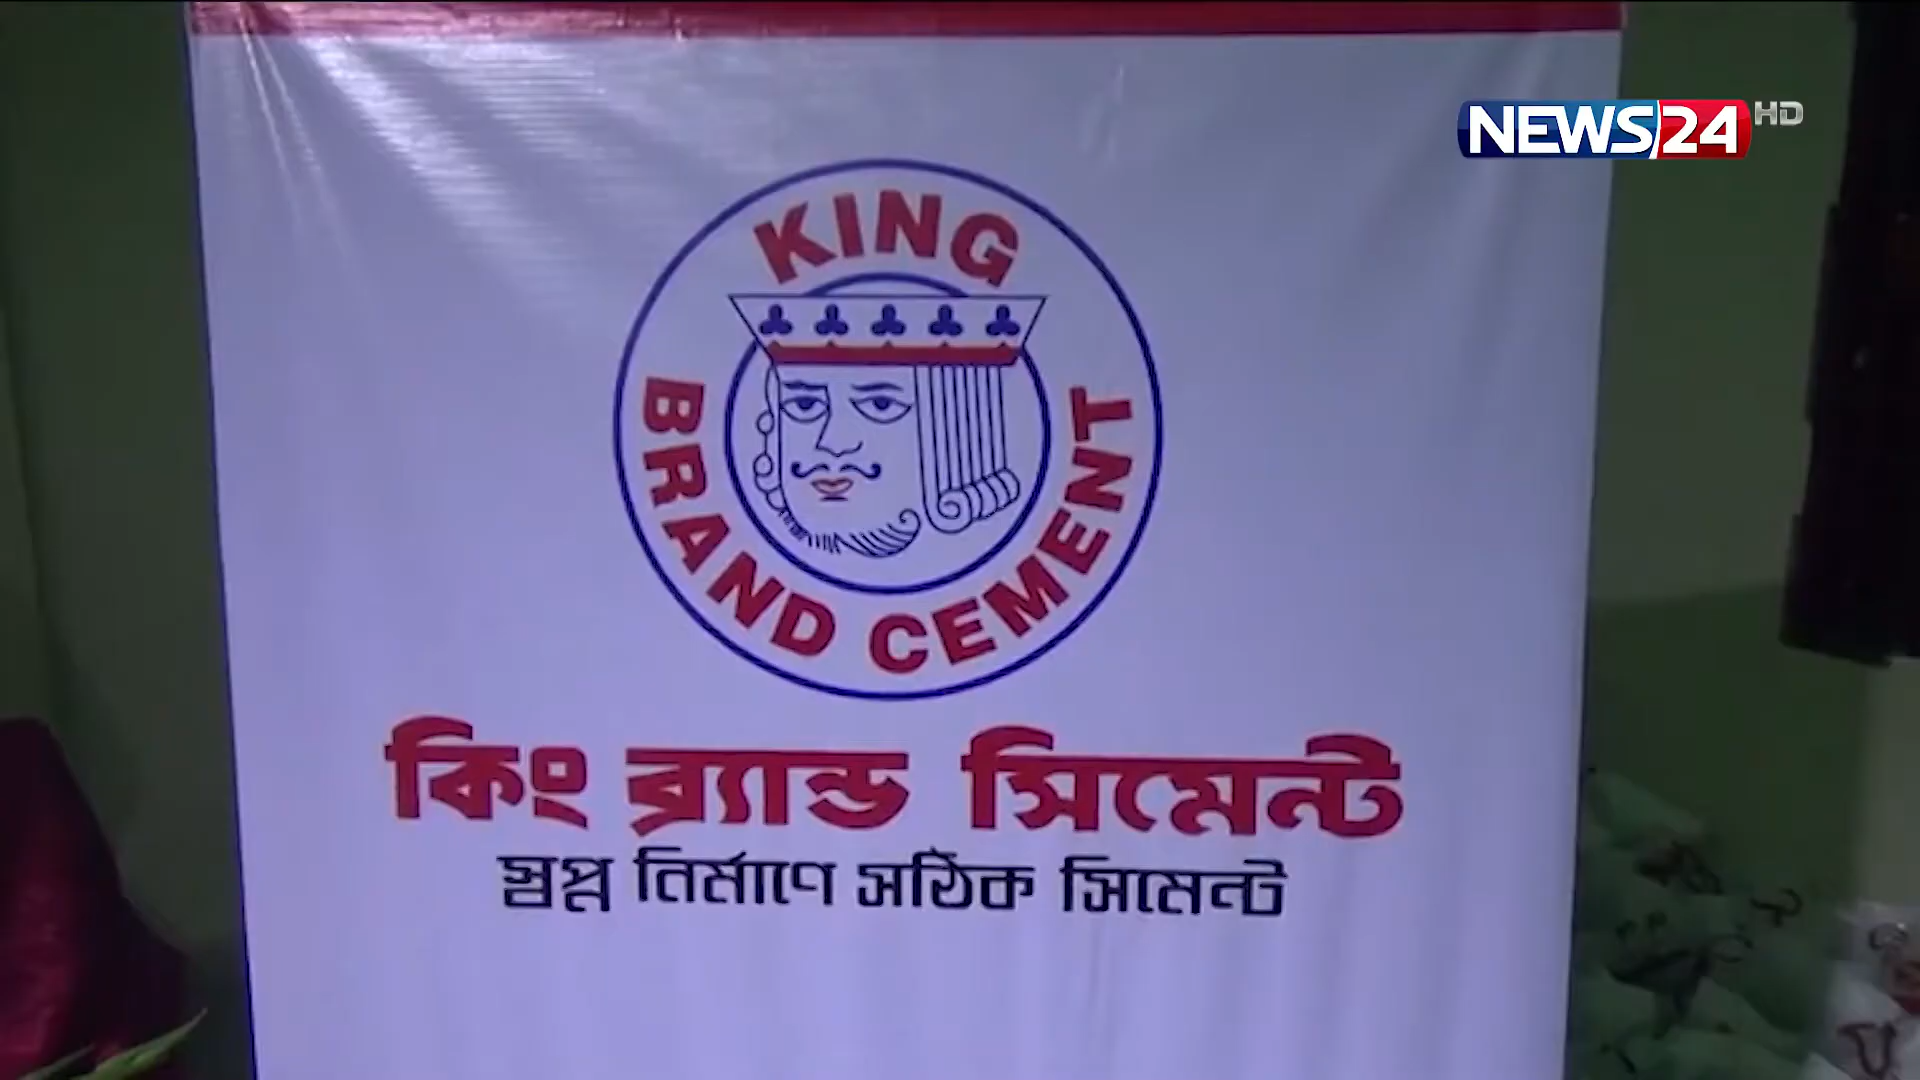 NEWS24 HD
KING
BRAND CEMENT
কিং ব্র্যান্ড সিমেন্ট
স্বপ্ন নির্মাণে সঠিক সিমেন্ট